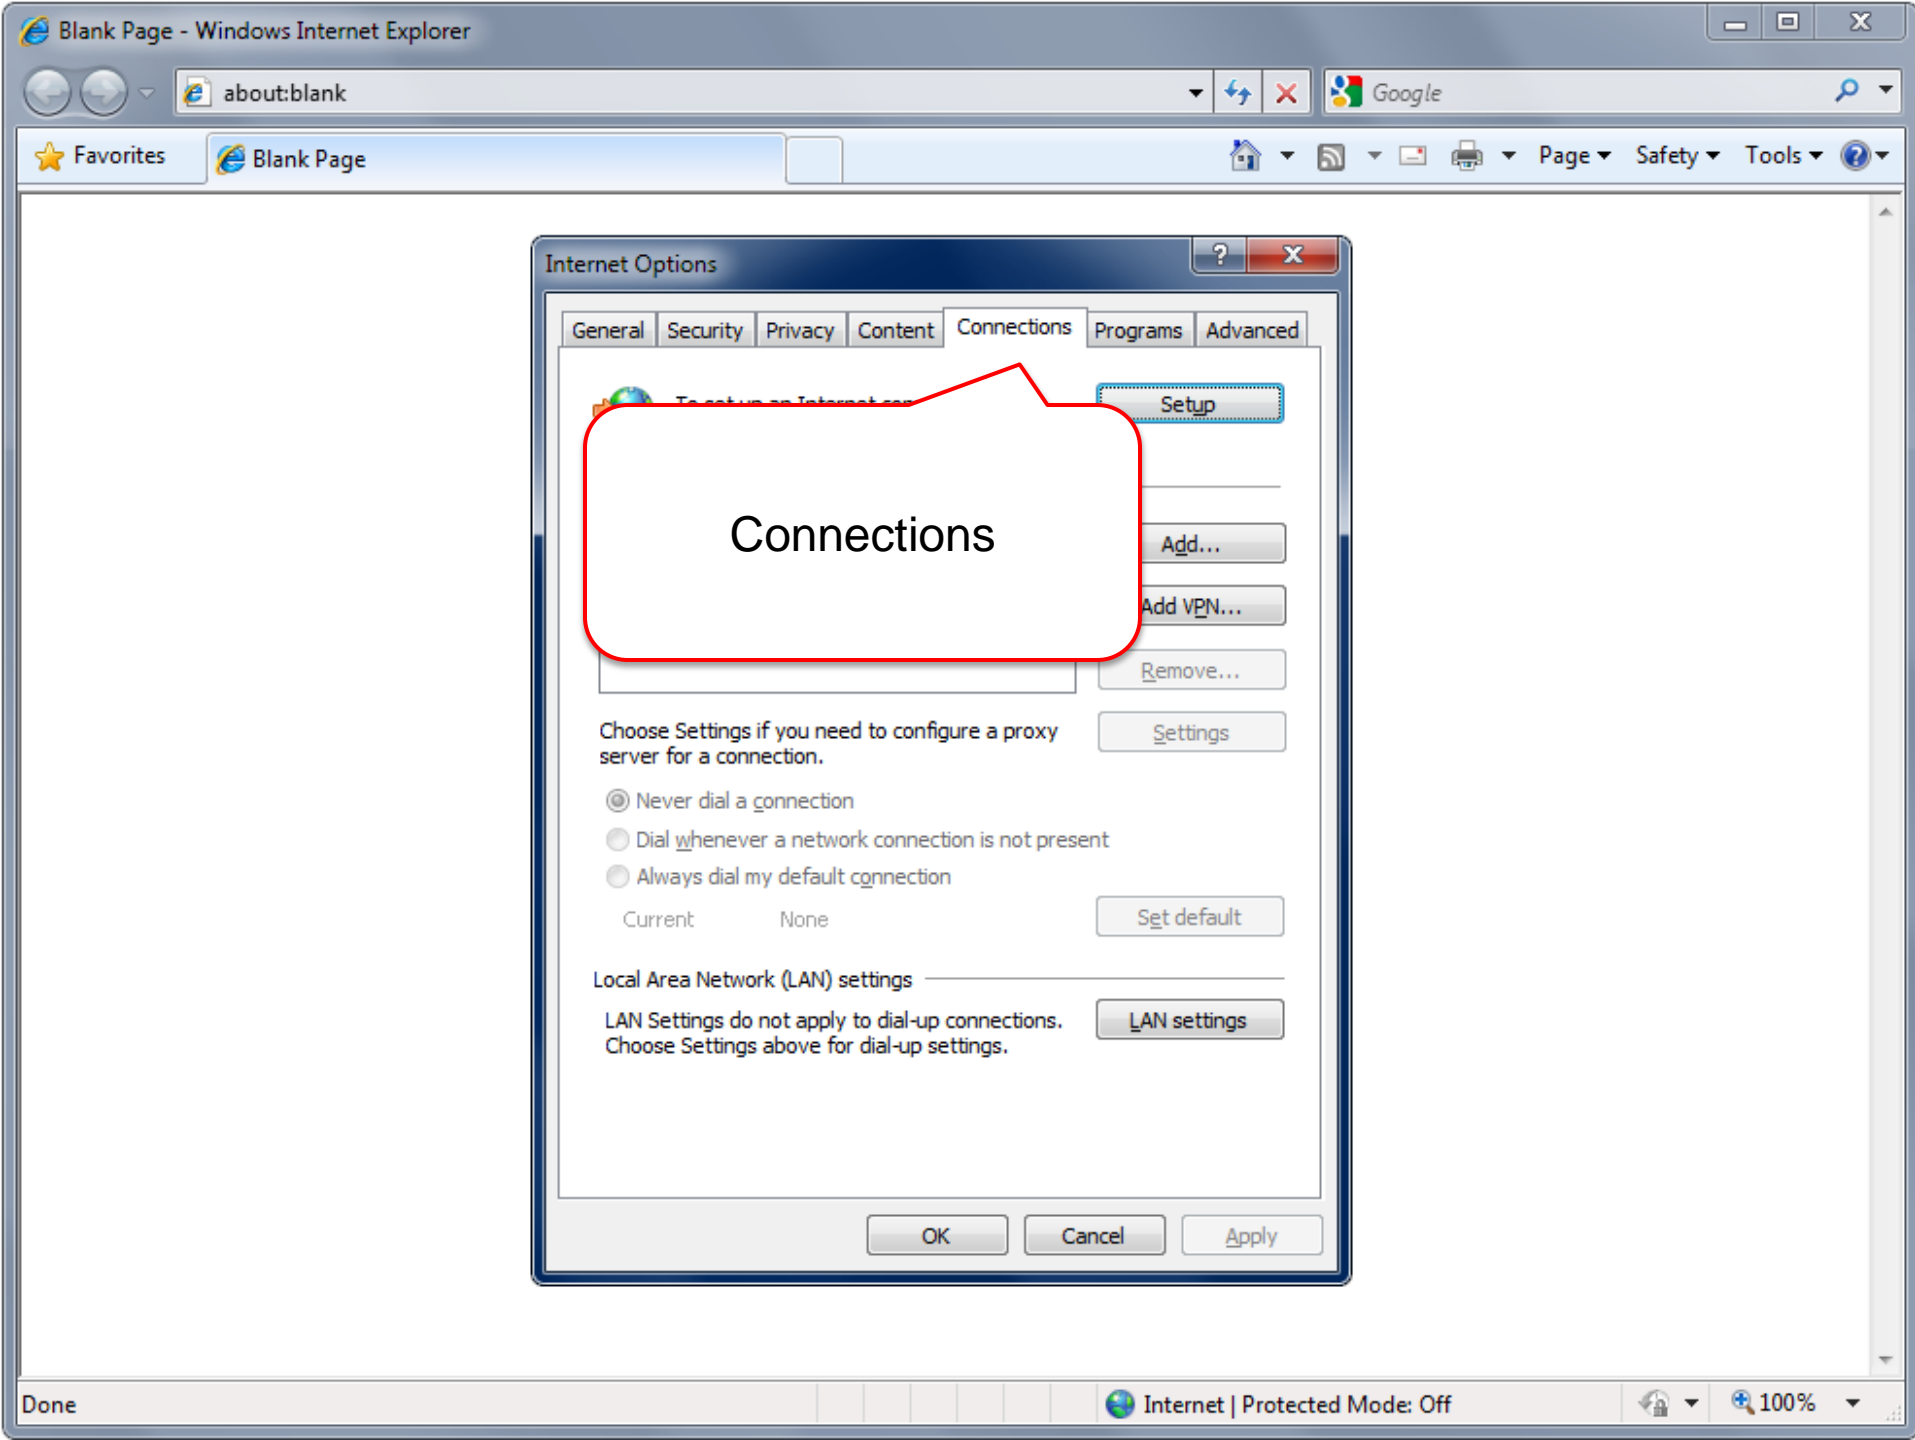 Blank Page - Windows Internet Explorer
about:blank
Google
Favorites
Blank Page
Page
Safety
Tools
Internet Options
General
Security
Privacy
Content
Connections
Programs
Advanced
Setup
Connections
Add...
Add VPN...
Remove...
Choose Settings if you need to configure a proxy
server for a connection.
Settings
Never dial a connection
Dial whenever a network connection is not present
Always dial my default connection
Current
None
Set default
Local Area Network (LAN) settings
LAN Settings do not apply to dial-up connections.
Choose Settings above for dial-up settings.
LAN settings
OK
Cancel
Apply
Done
Internet | Protected Mode: Off
100%